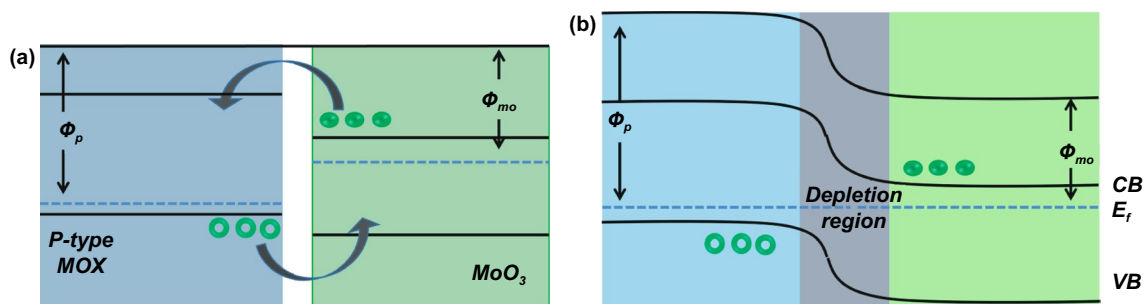 (a)
Φp
Φmo
P-type
MOX
MoO3
(b)
Φp
Φmo
Depletion
region
CB
Ef
VB